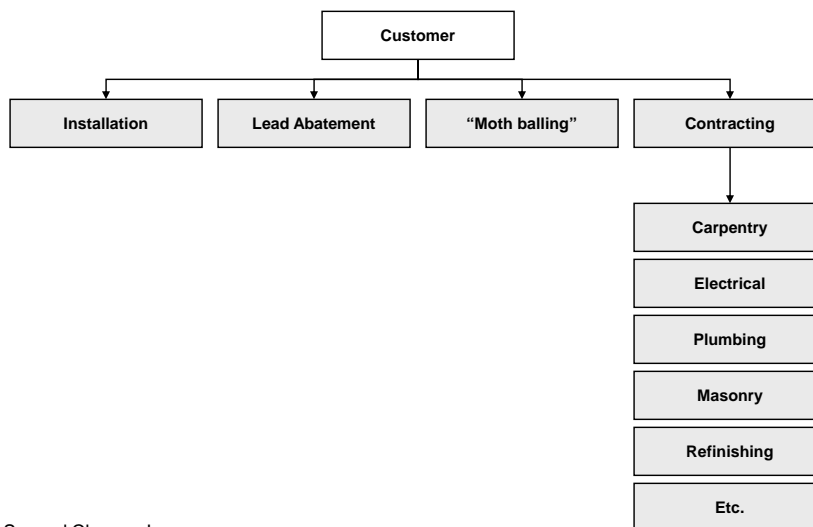 Customer
Installation
Lead Abatement
“Moth balling”
Contracting
Carpentry
Electrical
Plumbing
Masonry
Refinishing
Etc.